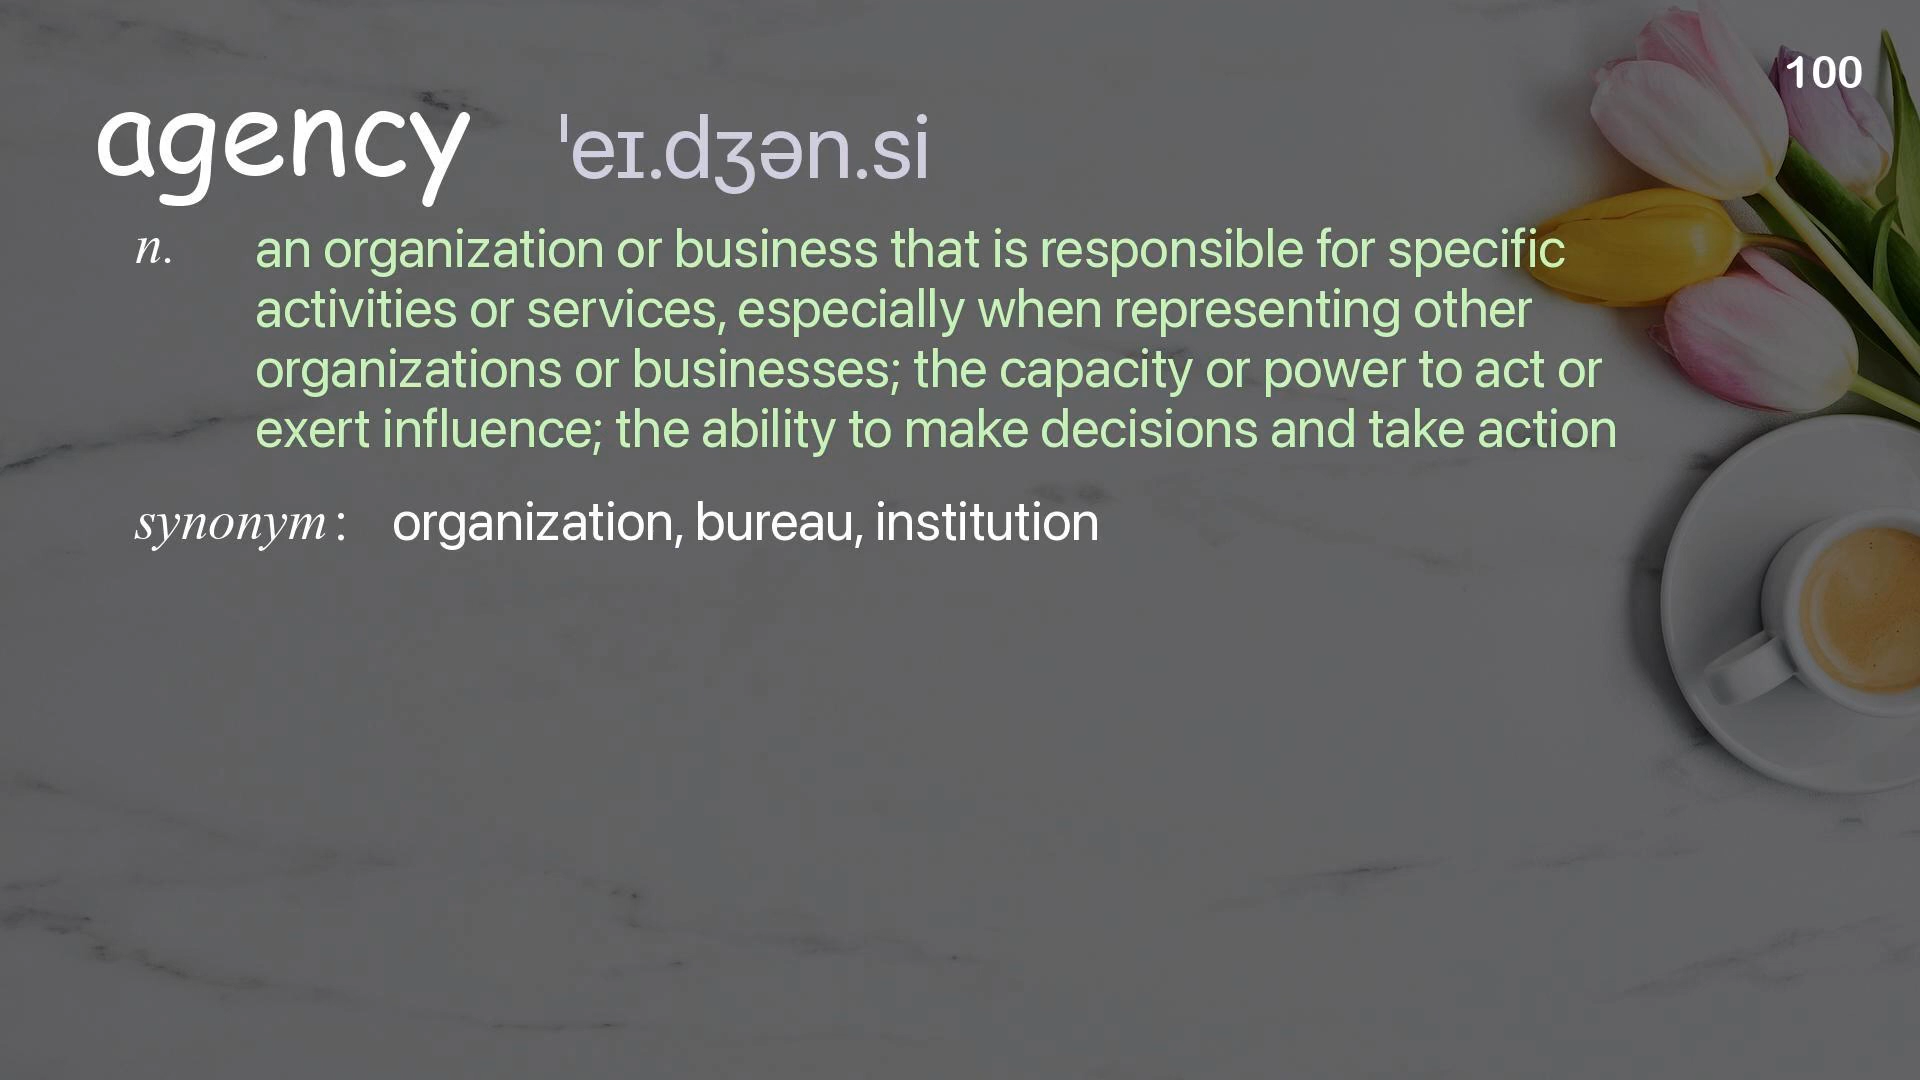 100
agency ˈeɪ.dʒən.si
n. an organization or business that is responsible for specific
activities or services, especially when representing other
organizations or businesses; the capacity or power to act or
exert influence; the ability to make decisions and take action
synonym : organization, bureau, institution